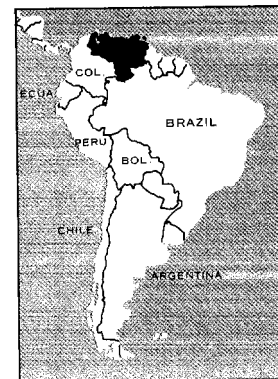 COL.
ECUA.
BRAZIL
PERU
BOL.
CHILE
ARGENTINA